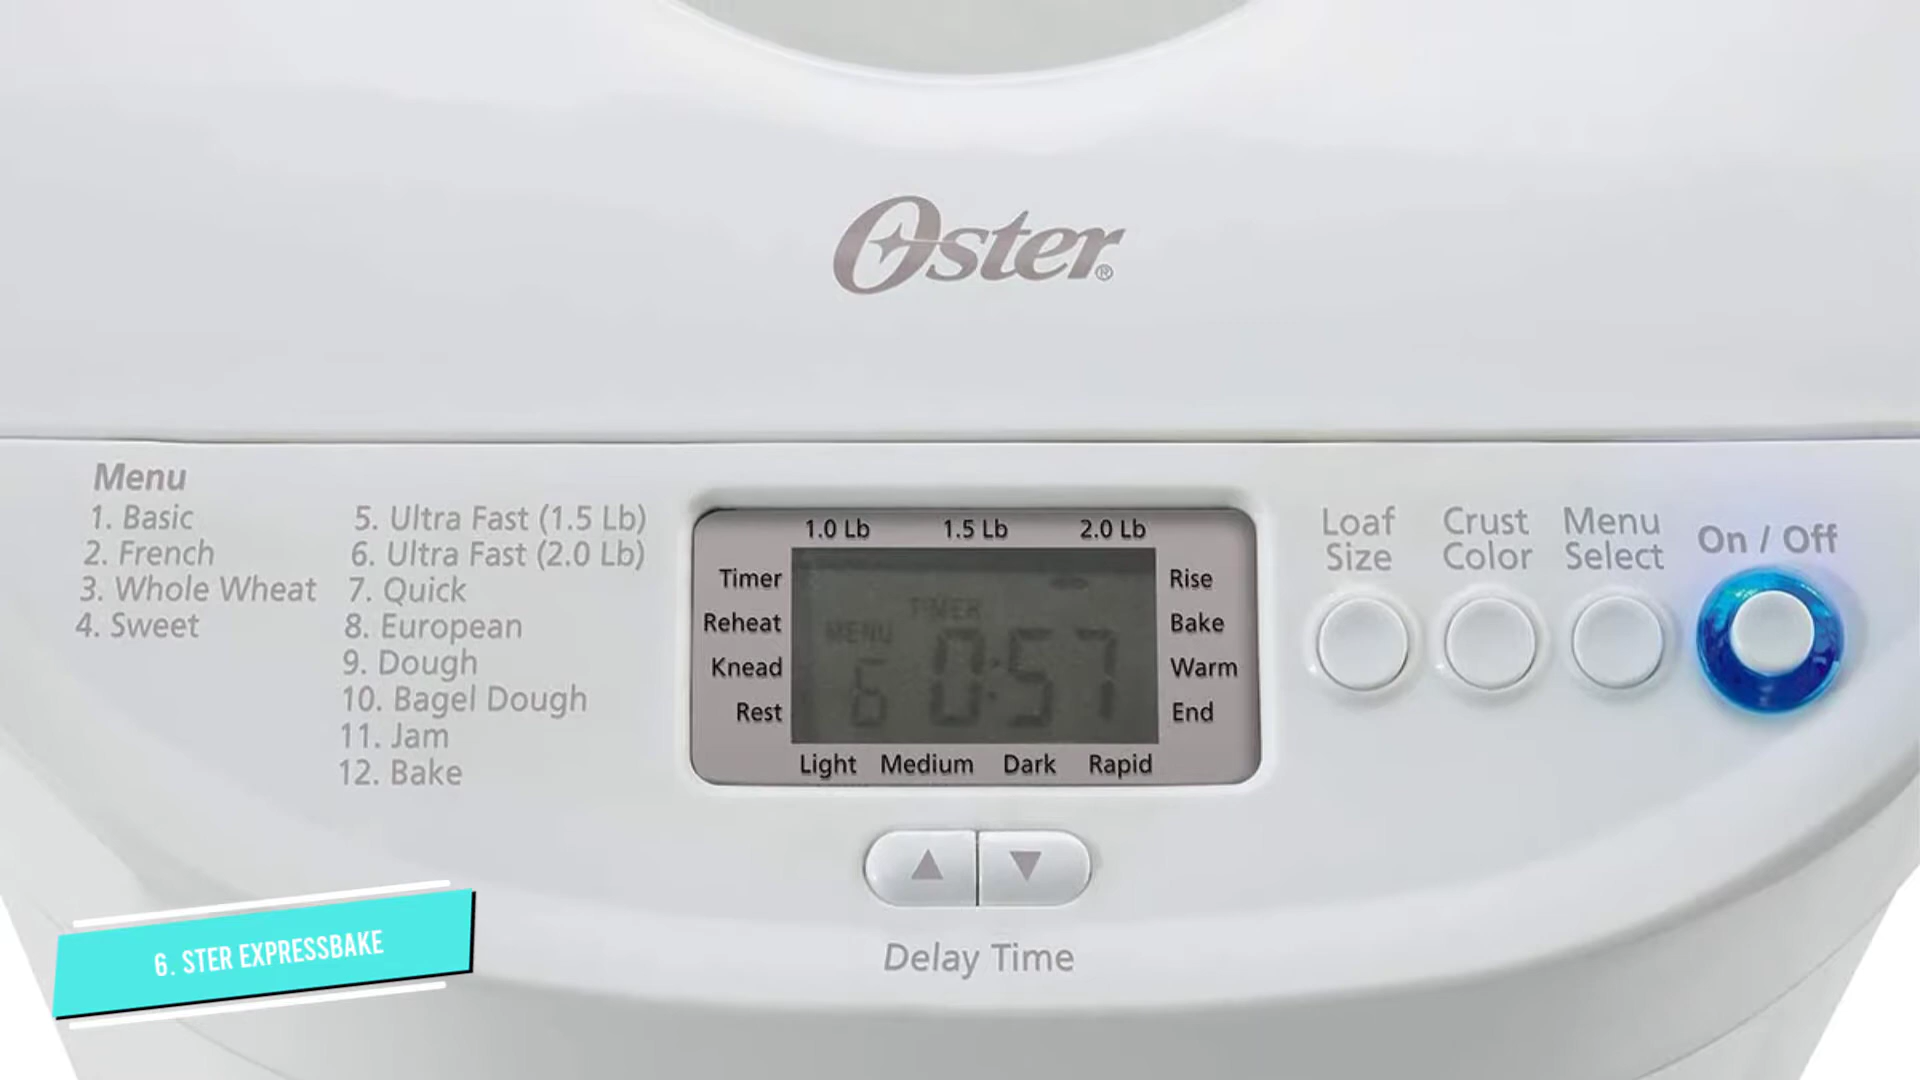 Oster®
Menu
1. Basic
2. French
3. Whole Wheat
4. Sweet
5. Ultra Fast (1.5 Lb)
6. Ultra Fast (2.0 Lb)
7. Quick
8. European
9. Dough
10. Bagel Dough
11. Jam
12. Bake
1.0 Lb 1.5 Lb 2.0 Lb
Timer
Reheat
Knead
Rest
TIMER
MENU
6 0:57
Rise
Bake
Warm
End
Light Medium Dark Rapid
Loaf
Size
Crust
Color
Menu
Select
On / Off
Delay Time
6. STER EXPRESSBAKE